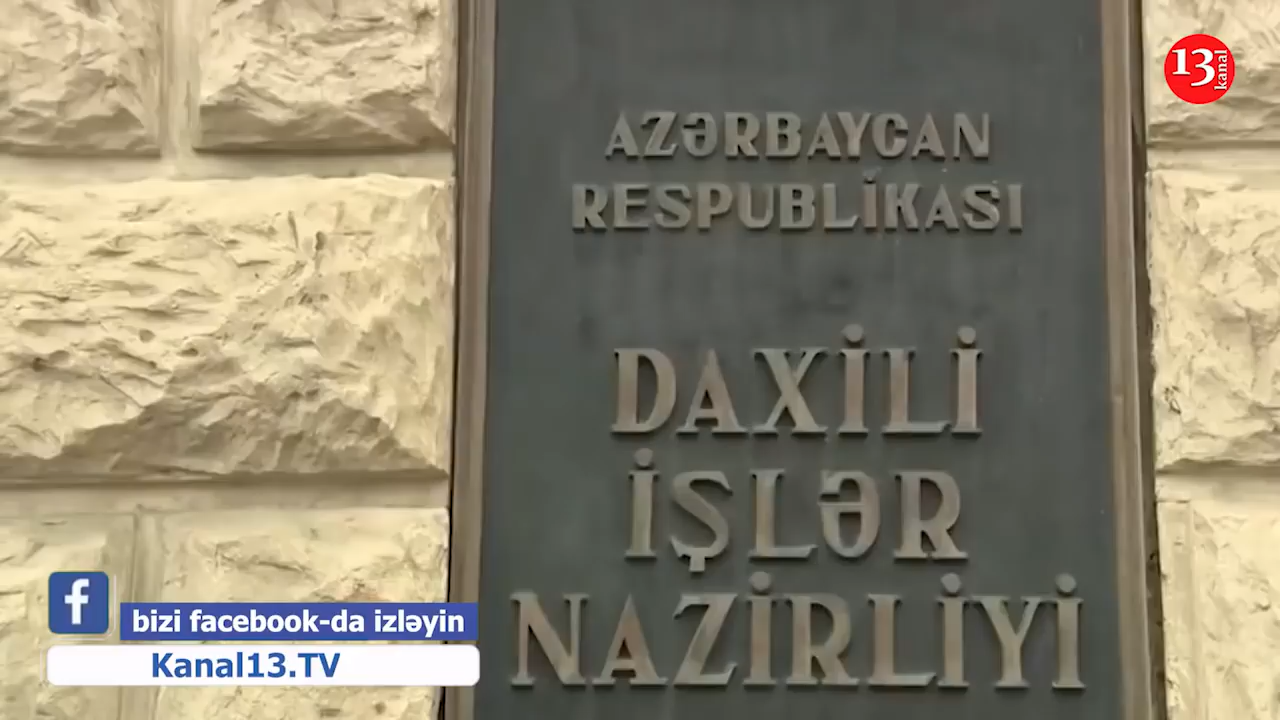 13 kanal
AZƏRBAYCAN
RESPUBLİKASI
DAXİLİ
İŞLƏR
NAZİRLİYİ
f
bizi facebook-da izləyin
Kanal13.TV